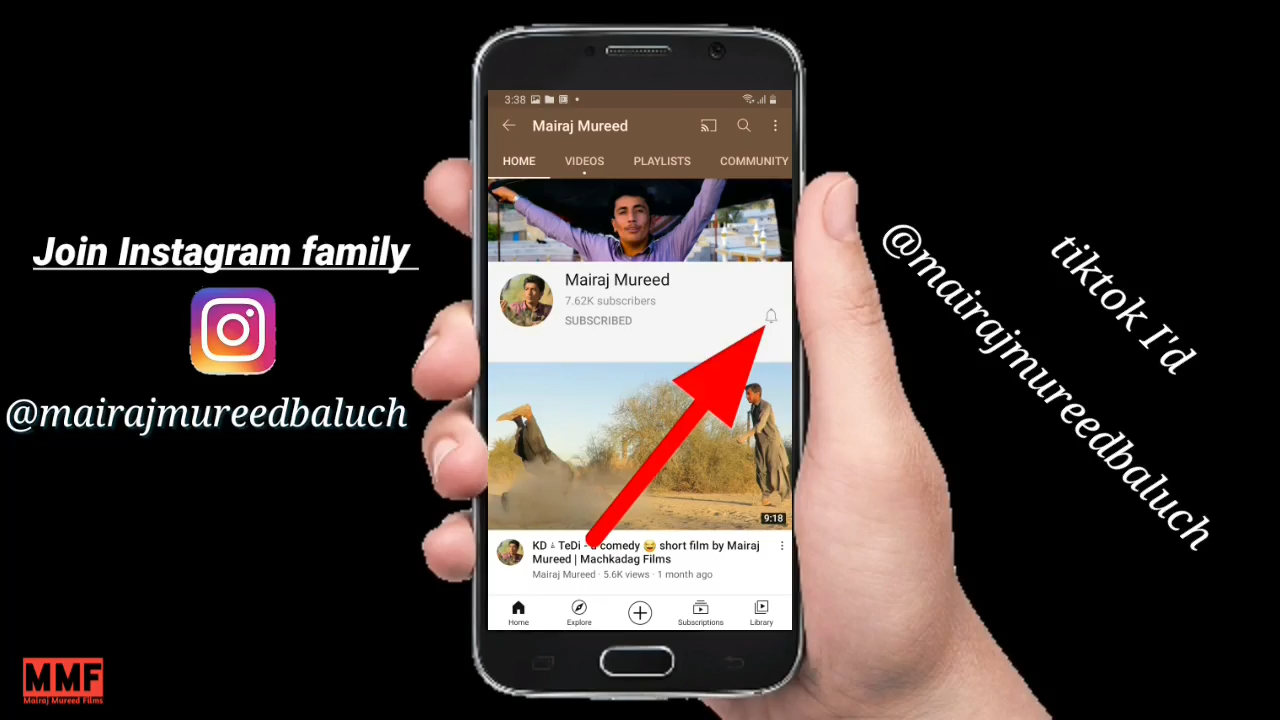 Join Instagram family
@mairajmureedbaluch
3:38
Mairaj Mureed
HOME VIDEOS PLAYLISTS COMMUNITY
Mairaj Mureed
7.62K subscribers
SUBSCRIBED
9:18
KD & TeDi - a comedy 😂 short film by Mairaj
Mureed | Machkadag Films
Mairaj Mureed · 5.6K views · 1 month ago
Home Explore Subscriptions Library
tiktok I'd
@mairajmureedbaluch
MMF
Mairaj Mureed Films